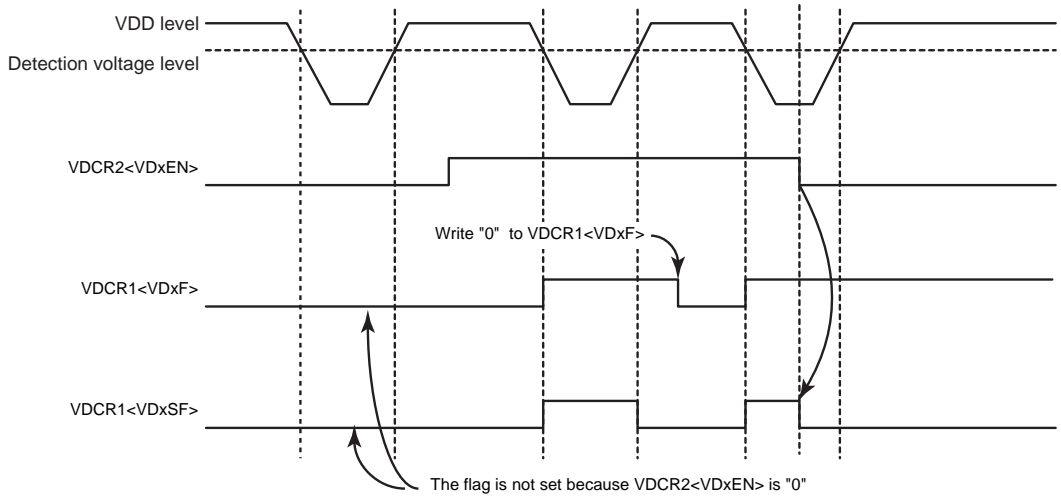 VDD level
Detection voltage level
VDCR2<VDxEN>
Write "0" to VDCR1<VDxF>
VDCR1<VDxF>
VDCR1<VDxSF>
The flag is not set because VDCR2<VDxEN> is "0"